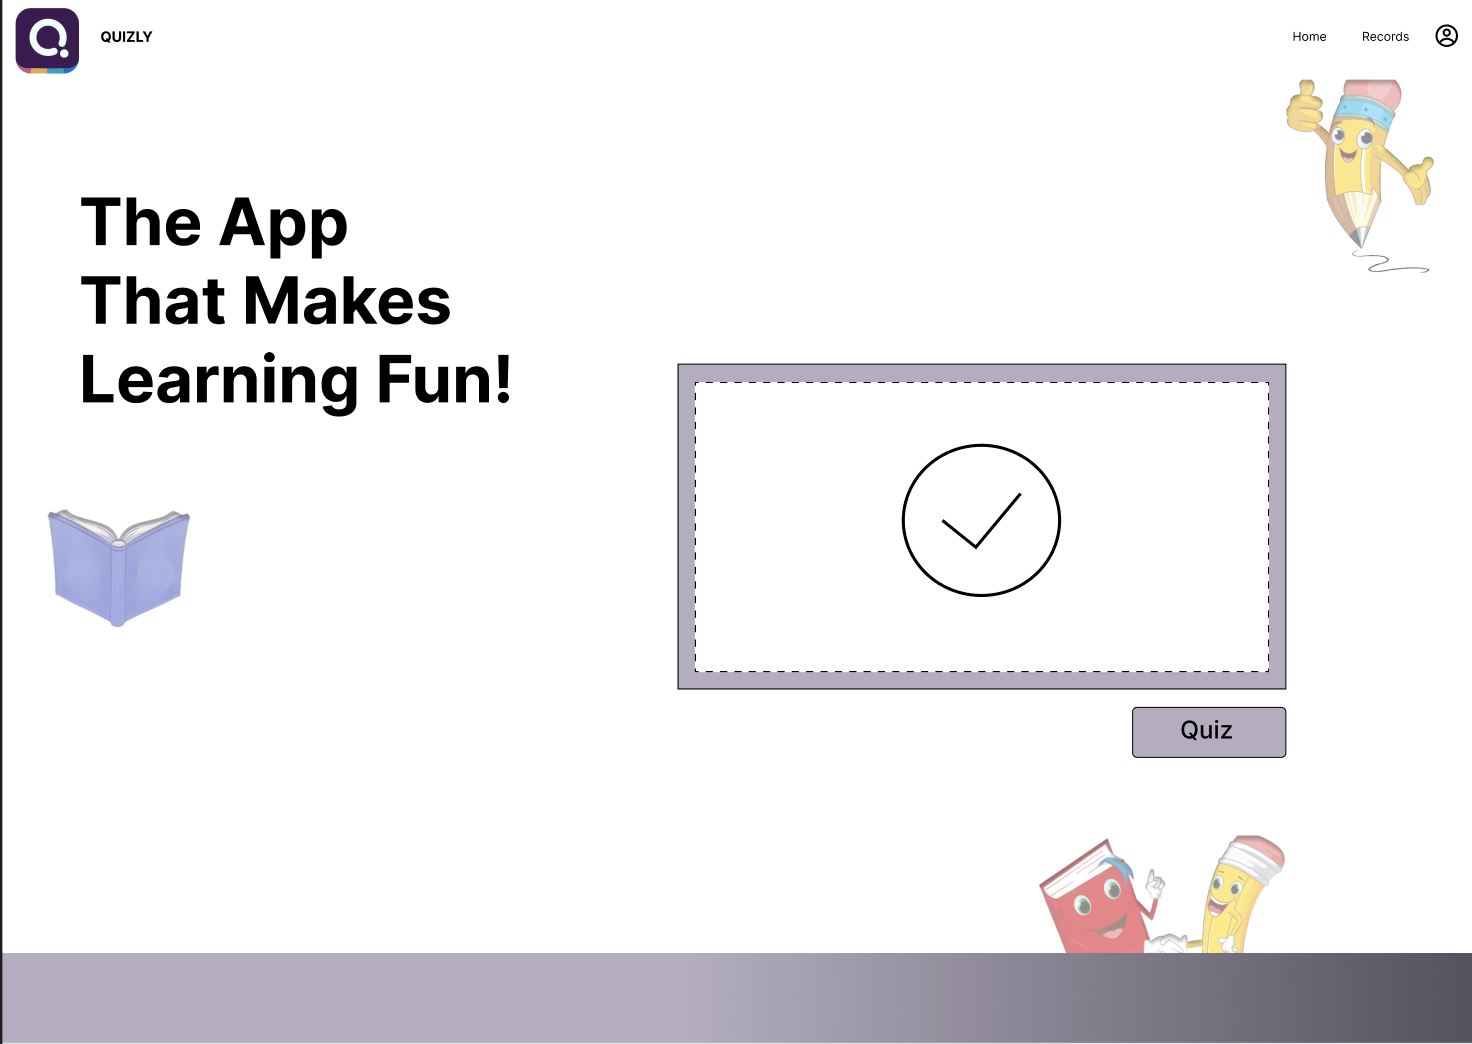 QUIZLY
Home
Records
The App
That Makes
Learning Fun!
Quiz